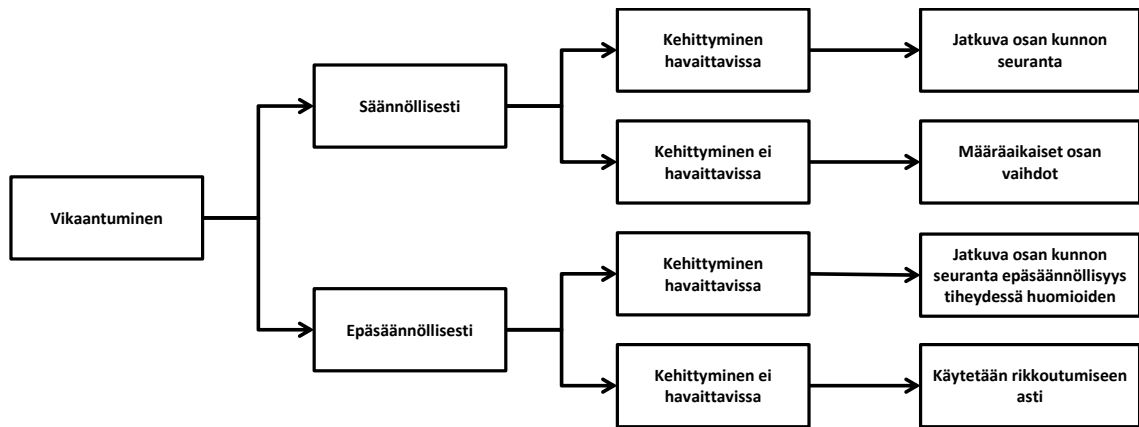 Vikaantuminen
Säännöllisesti
Epäsäännöllisesti
Kehittyminen
havaittavissa
Kehittyminen ei
havaittavissa
Kehittyminen
havaittavissa
Kehittyminen ei
havaittavissa
Jatkuva osan kunnon
seuranta
Määräaikaiset osan
vaihdot
Jatkuva osan kunnon
seuranta epäsäännöllisyys
tiheydessä huomioiden
Käytetään rikkoutumiseen
asti